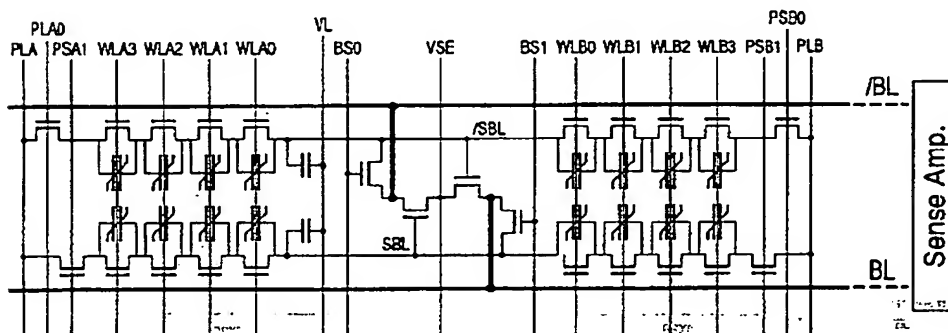 PLA0 VL PSB0
PLA PSA1 WLA3 WLA2 WLA1 WLA0 BS0 VSE BS1 WLB0 WLB1 WLB2 WLB3 PSB1 PLB
/BL
/SBL
SBL
BL
Sense Amp.